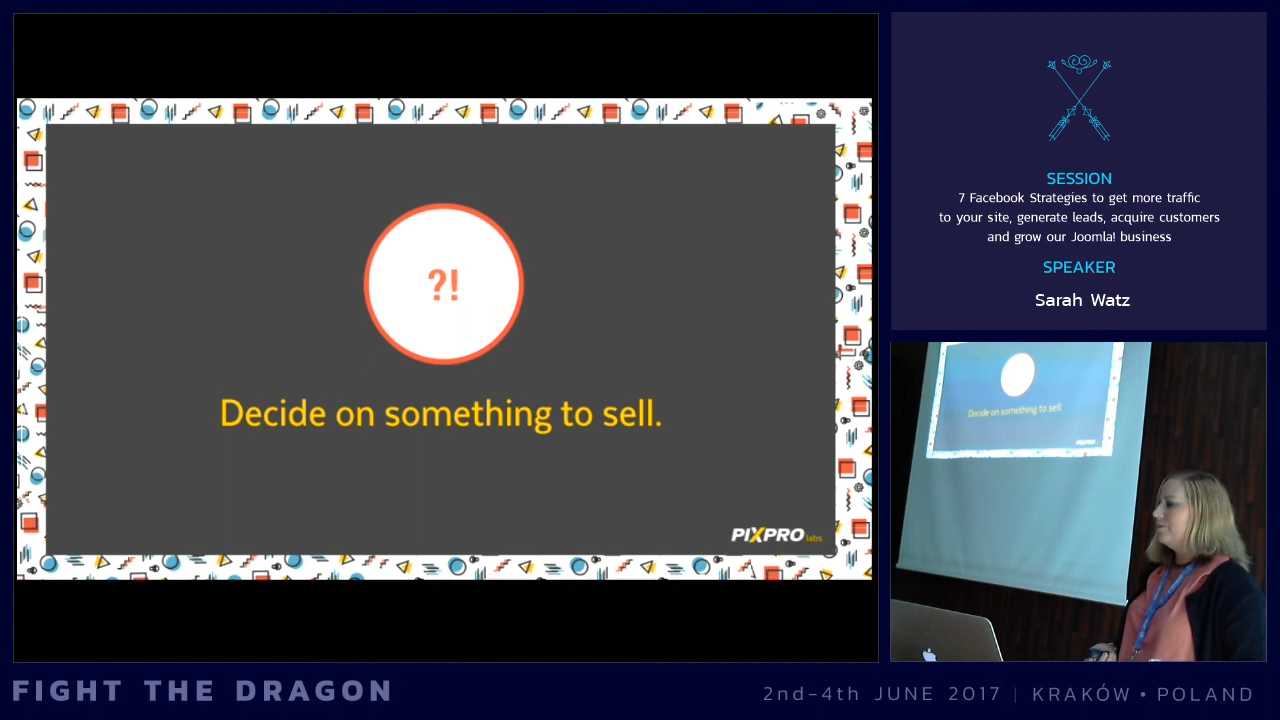 ?!
Decide on something to sell.
PIXPRO labs
SESSION
7 Facebook Strategies to get more traffic
to your site, generate leads, acquire customers
and grow our Joomla! business
SPEAKER
Sarah Watz
Decide on something to sell.
PIXPRO
FIGHT THE DRAGON
2nd-4th JUNE 2017 | KRAKÓW • POLAND